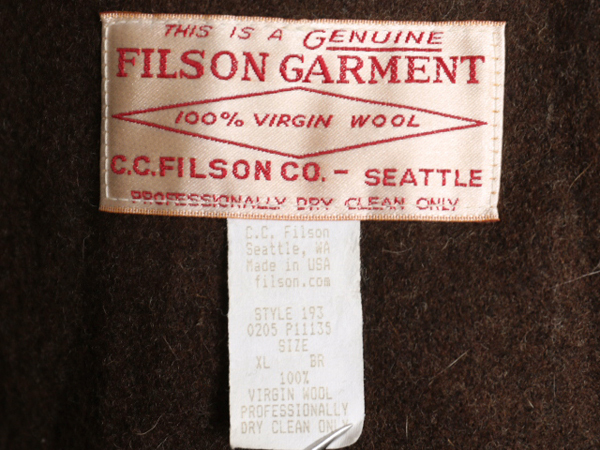 THIS IS A GENUINE
FILSON GARMENT
100% VIRGIN WOOL
C.C.FILSON CO. - SEATTLE
PROFESSIONALLY DRY CLEAN ONLY
C.C. Filson
Seattle, WA
Made in USA
filson.com
STYLE 193
0205 P11135
SIZE
XL BR
100%
VIRGIN WOOL
PROFESSIONALLY
DRY CLEAN ONLY